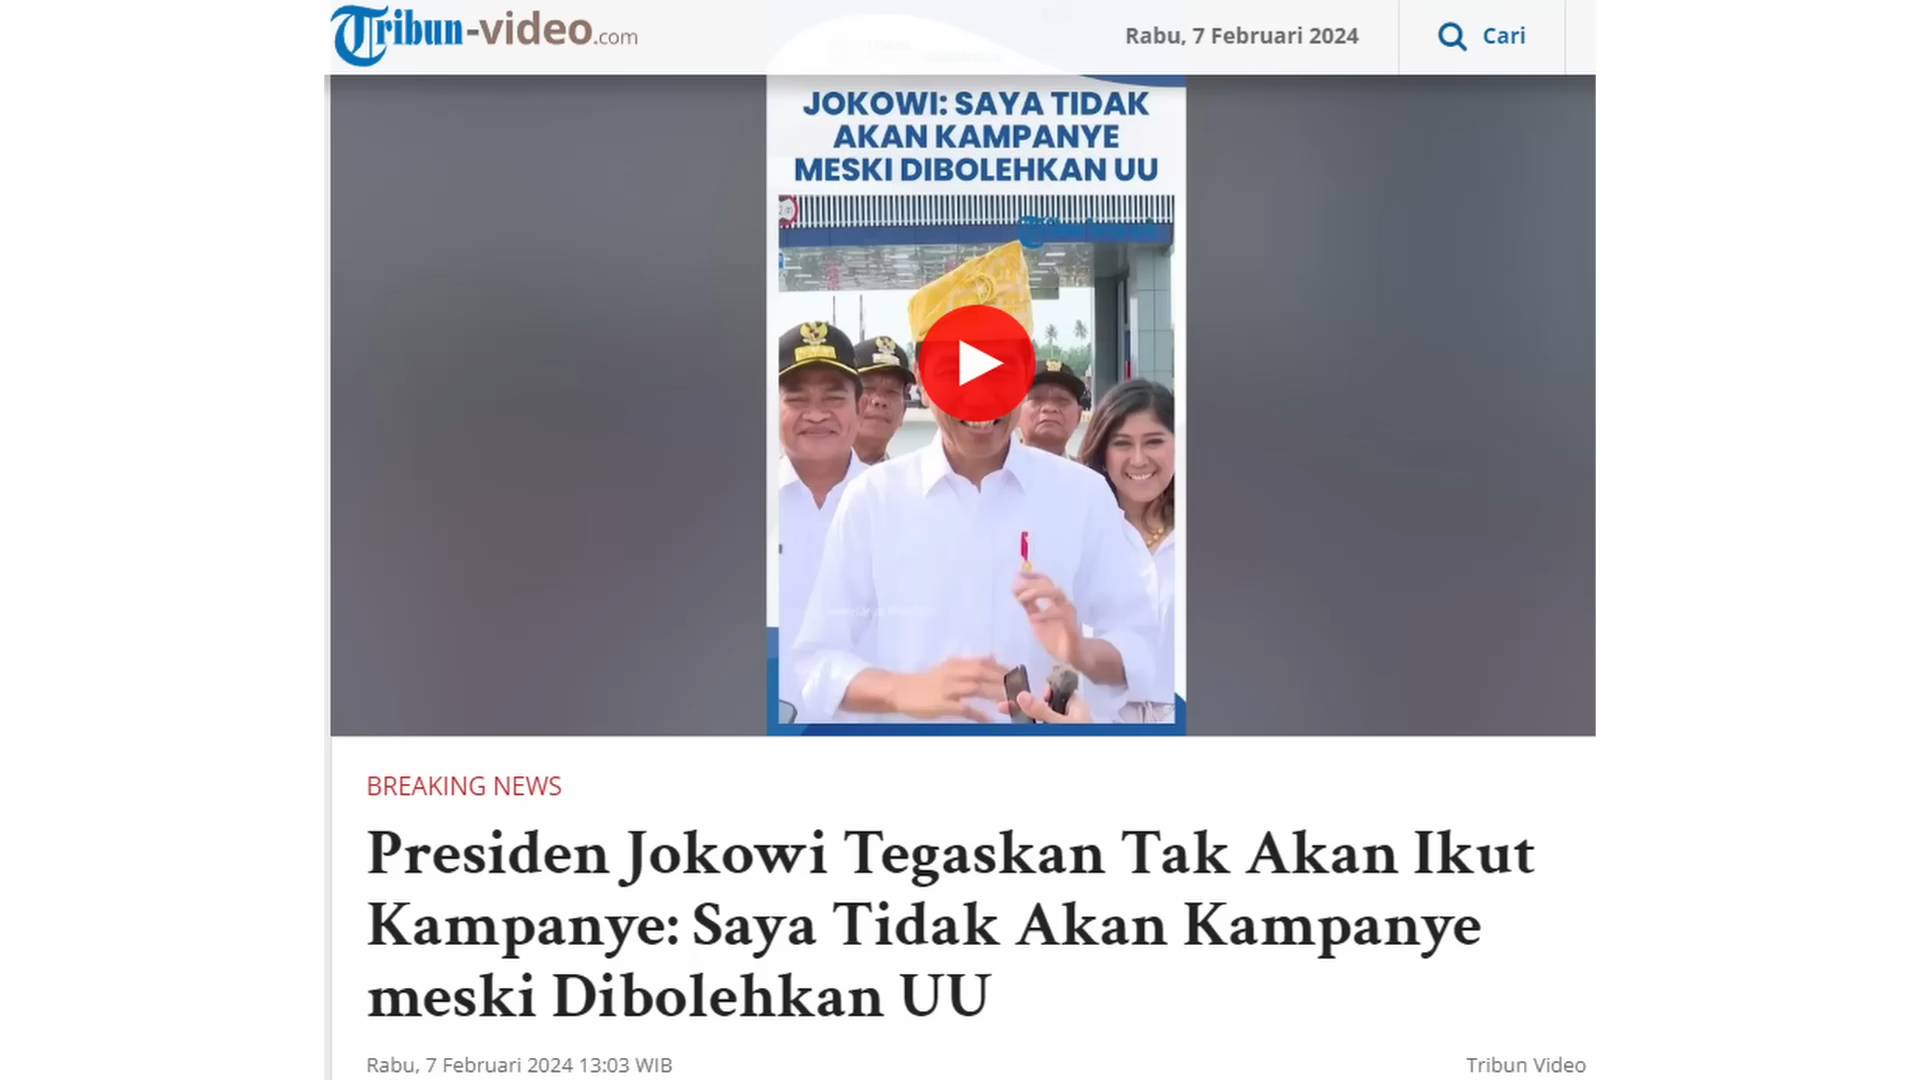 Tribun-video.com
Rabu, 7 Februari 2024
Cari
JOKOWI: SAYA TIDAK
AKAN KAMPANYE
MESKI DIBOLEHKAN UU
BREAKING NEWS
Presiden Jokowi Tegaskan Tak Akan Ikut
Kampanye: Saya Tidak Akan Kampanye
meski Dibolehkan UU
Rabu, 7 Februari 2024 13:03 WIB
Tribun Video